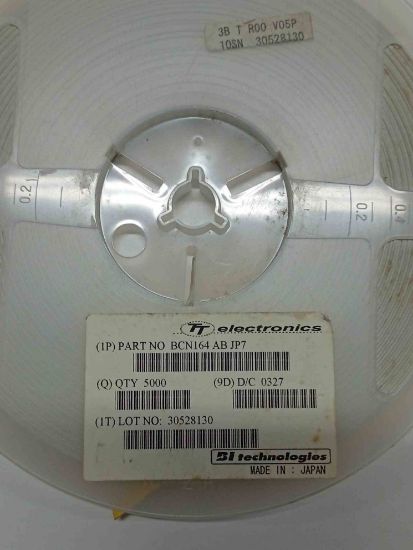 3B T R00 V05P
10SN 30528130
0.2
0.2
0.4
TT electronics
(1P) PART NO BCN164 AB JP7
(Q) QTY 5000 (9D) D/C 0327
(1T) LOT NO: 30528130
BI technologies
MADE IN : JAPAN